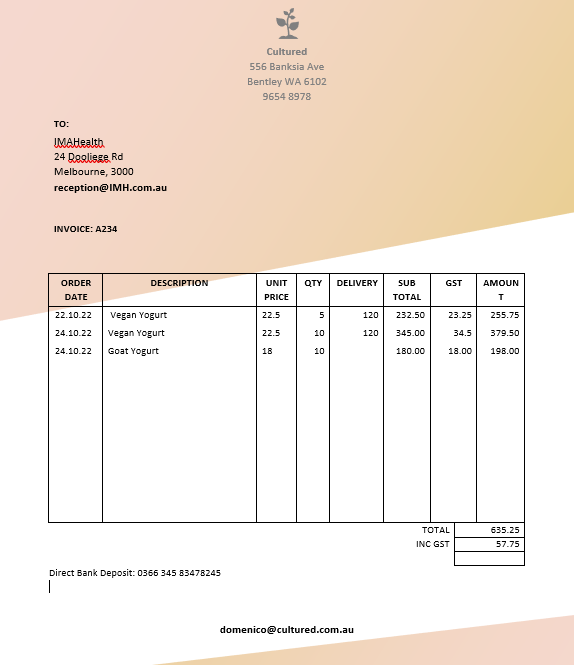 Cultured
556 Banksia Ave
Bentley WA 6102
9654 8978
TO:
IMAHealth
24 Dooliege Rd
Melbourne, 3000
reception@IMH.com.au
INVOICE: A234
ORDER DATE DESCRIPTION UNIT PRICE QTY DELIVERY SUB TOTAL GST AMOUNT
22.10.22 Vegan Yogurt 22.5 5 120 232.50 23.25 255.75
24.10.22 Vegan Yogurt 22.5 10 120 345.00 34.5 379.50
24.10.22 Goat Yogurt 18 10 180.00 18.00 198.00
TOTAL 635.25
INC GST 57.75
Direct Bank Deposit: 0366 345 83478245
domenico@cultured.com.au